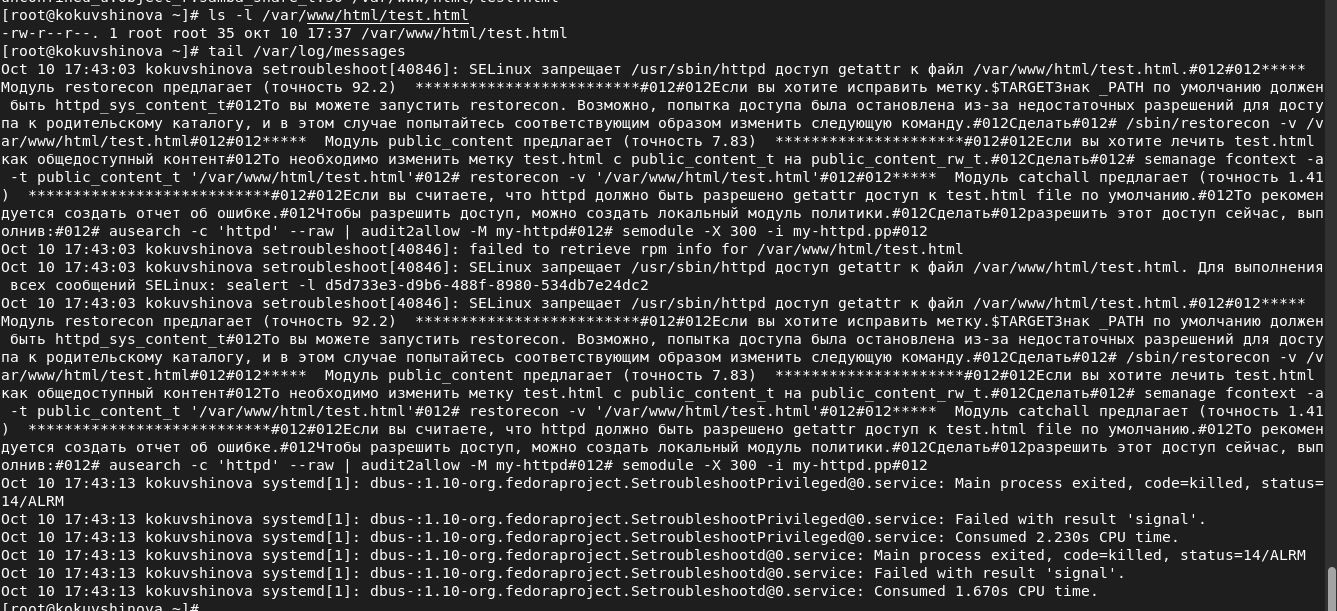 unconfined_u:object_r:samba_share_t:s0 /var/www/html/test.html
[root@kokuvshinova ~]# ls -l /var/www/html/test.html
-rw-r--r--. 1 root root 35 окт 10 17:37 /var/www/html/test.html
[root@kokuvshinova ~]# tail /var/log/messages
Oct 10 17:43:03 kokuvshinova setroubleshoot[40846]: SELinux запрещает /usr/sbin/httpd доступ getattr к файл /var/www/html/test.html.#012#012*****
Модуль restorecon предлагает (точность 92.2)  *************************#012#012Если вы хотите исправить метку.$TARGETЗнак _PATH по умолчанию должен
 быть httpd_sys_content_t#012То вы можете запустить restorecon. Возможно, попытка доступа была остановлена из-за недостаточных разрешений для досту
па к родительскому каталогу, и в этом случае попытайтесь соответствующим образом изменить следующую команду.#012Сделать#012# /sbin/restorecon -v /v
ar/www/html/test.html#012#012*****  Модуль public_content предлагает (точность 7.83)  *********************#012#012Если вы хотите лечить test.html
как общедоступный контент#012То необходимо изменить метку test.html с public_content_t на public_content_rw_t.#012Сделать#012# semanage fcontext -a
 -t public_content_t '/var/www/html/test.html'#012# restorecon -v '/var/www/html/test.html'#012#012*****  Модуль catchall предлагает (точность 1.41
)  ***************************#012#012Если вы считаете, что httpd должно быть разрешено getattr доступ к test.html file по умолчанию.#012То рекомен
дуется создать отчет об ошибке.#012Чтобы разрешить доступ, можно создать локальный модуль политики.#012Сделать#012разрешить этот доступ сейчас, вып
олнив:#012# ausearch -c 'httpd' --raw | audit2allow -M my-httpd#012# semodule -X 300 -i my-httpd.pp#012
Oct 10 17:43:03 kokuvshinova setroubleshoot[40846]: failed to retrieve rpm info for /var/www/html/test.html
Oct 10 17:43:03 kokuvshinova setroubleshoot[40846]: SELinux запрещает /usr/sbin/httpd доступ getattr к файл /var/www/html/test.html. Для выполнения
 всех сообщений SELinux: sealert -l d5d733e3-d9b6-488f-8980-534db7e24dc2
Oct 10 17:43:03 kokuvshinova setroubleshoot[40846]: SELinux запрещает /usr/sbin/httpd доступ getattr к файл /var/www/html/test.html.#012#012*****
Модуль restorecon предлагает (точность 92.2)  *************************#012#012Если вы хотите исправить метку.$TARGETЗнак _PATH по умолчанию должен
 быть httpd_sys_content_t#012То вы можете запустить restorecon. Возможно, попытка доступа была остановлена из-за недостаточных разрешений для досту
па к родительскому каталогу, и в этом случае попытайтесь соответствующим образом изменить следующую команду.#012Сделать#012# /sbin/restorecon -v /v
ar/www/html/test.html#012#012*****  Модуль public_content предлагает (точность 7.83)  *********************#012#012Если вы хотите лечить test.html
как общедоступный контент#012То необходимо изменить метку test.html с public_content_t на public_content_rw_t.#012Сделать#012# semanage fcontext -a
 -t public_content_t '/var/www/html/test.html'#012# restorecon -v '/var/www/html/test.html'#012#012*****  Модуль catchall предлагает (точность 1.41
)  ***************************#012#012Если вы считаете, что httpd должно быть разрешено getattr доступ к test.html file по умолчанию.#012То рекомен
дуется создать отчет об ошибке.#012Чтобы разрешить доступ, можно создать локальный модуль политики.#012Сделать#012разрешить этот доступ сейчас, вып
олнив:#012# ausearch -c 'httpd' --raw | audit2allow -M my-httpd#012# semodule -X 300 -i my-httpd.pp#012
Oct 10 17:43:13 kokuvshinova systemd[1]: dbus-:1.10-org.fedoraproject.SetroubleshootPrivileged@0.service: Main process exited, code=killed, status=
14/ALRM
Oct 10 17:43:13 kokuvshinova systemd[1]: dbus-:1.10-org.fedoraproject.SetroubleshootPrivileged@0.service: Failed with result 'signal'.
Oct 10 17:43:13 kokuvshinova systemd[1]: dbus-:1.10-org.fedoraproject.SetroubleshootPrivileged@0.service: Consumed 2.230s CPU time.
Oct 10 17:43:13 kokuvshinova systemd[1]: dbus-:1.10-org.fedoraproject.Setroubleshootd@0.service: Main process exited, code=killed, status=14/ALRM
Oct 10 17:43:13 kokuvshinova systemd[1]: dbus-:1.10-org.fedoraproject.Setroubleshootd@0.service: Failed with result 'signal'.
Oct 10 17:43:13 kokuvshinova systemd[1]: dbus-:1.10-org.fedoraproject.Setroubleshootd@0.service: Consumed 1.670s CPU time.
[root@kokuvshinova ~]#